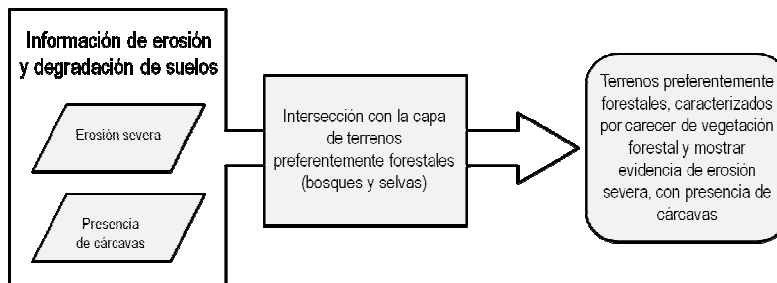 Información de erosión
y degradación de suelos
Erosión severa
Presencia
de cárcavas
Intersección con la capa
de terrenos
preferentemente forestales
(bosques y selvas)
Terrenos preferentemente
forestales, caracterizados
por carecer de vegetación
forestal y mostrar
evidencia de erosión
severa, con presencia de
cárcavas